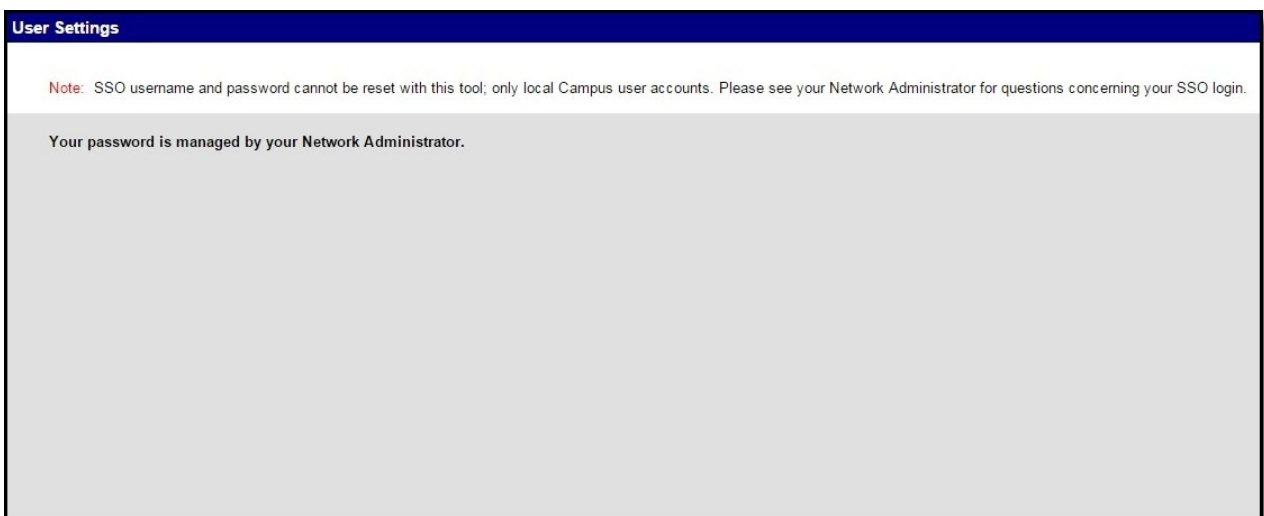 User Settings
Note: SSO username and password cannot be reset with this tool; only local Campus user accounts. Please see your Network Administrator for questions concerning your SSO login.
Your password is managed by your Network Administrator.